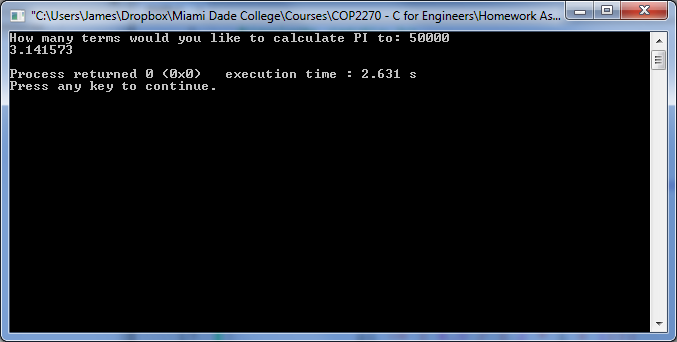 "C:\Users\James\Dropbox\Miami Dade College\Courses\COP2270 - C for Engineers\Homework As...
How many terms would you like to calculate PI to: 50000
3.141573
Process returned 0 (0x0)   execution time : 2.631 s
Press any key to continue.